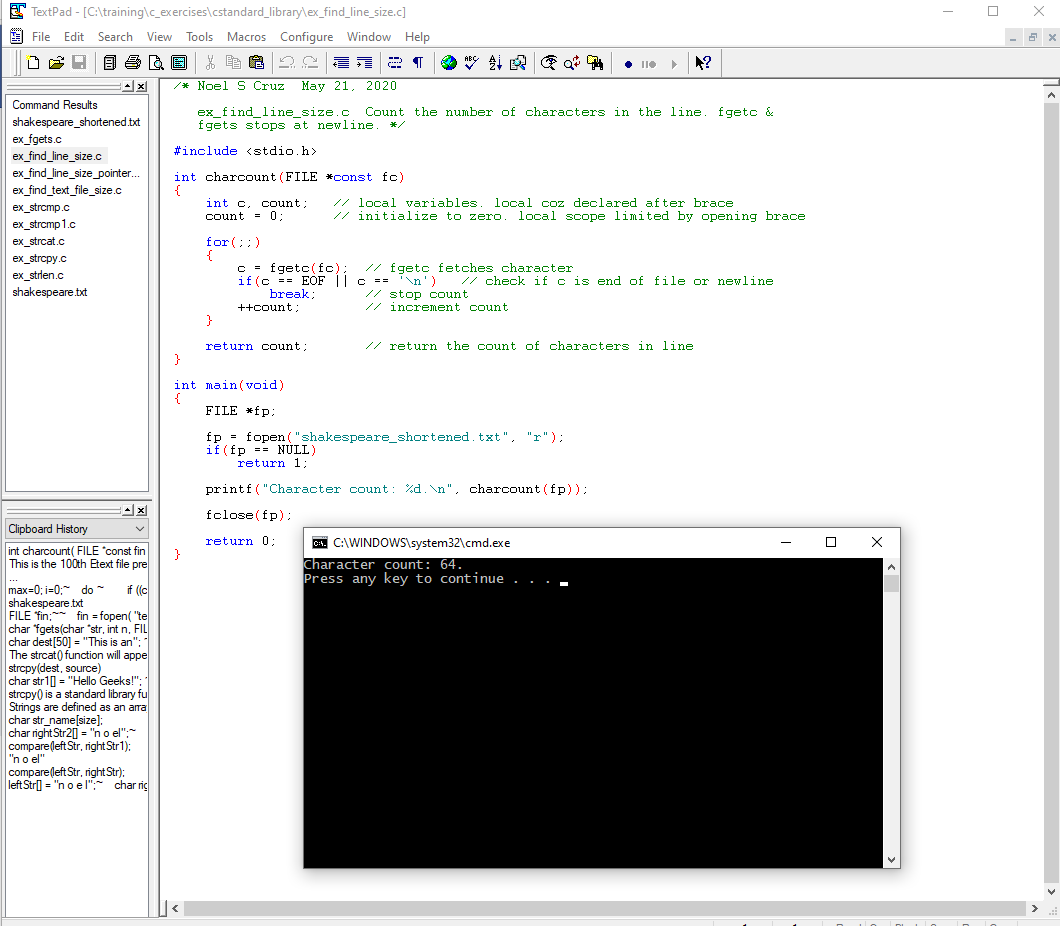 TextPad - [C:\training\c_exercises\cstandard_library\ex_find_line_size.c]
File Edit Search View Tools Macros Configure Window Help
Command Results
shakespeare_shortened.txt
ex_fgets.c
ex_find_line_size.c
ex_find_line_size_pointer...
ex_find_text_file_size.c
ex_strcmp.c
ex_strcmp1.c
ex_strcat.c
ex_strcpy.c
ex_strlen.c
shakespeare.txt
Clipboard History
int charcount( FILE *const fin
This is the 100th Etext file pre
...
max=0; i=0;~ do ~ if ((c
shakespeare.txt
FILE *fin;~~ fin = fopen( "te
char *fgets(char *str, int n, FIL
char dest[50] = "This is an";
The strcat() function will appe
strcpy(dest, source)
char str1[] = "Hello Geeks!";
strcpy() is a standard library fu
Strings are defined as an arra
char str_name[size];
char rightStr2[] = "n o el";~
compare(leftStr, rightStr1);
"n o el"
compare(leftStr, rightStr);
leftStr[] = "n o e l";~ char rig
/* Noel S Cruz May 21, 2020
ex_find_line_size.c Count the number of characters in the line. fgetc &
fgets stops at newline. */
#include <stdio.h>
int charcount(FILE *const fc)
{
int c, count; // local variables. local coz declared after brace
count = 0; // initialize to zero. local scope limited by opening brace
for(;;)
{
c = fgetc(fc); // fgetc fetches character
if(c == EOF || c == '\n') // check if c is end of file or newline
break; // stop count
++count; // increment count
}
return count; // return the count of characters in line
}
int main(void)
{
FILE *fp;
fp = fopen("shakespeare_shortened.txt", "r");
if(fp == NULL)
return 1;
printf("Character count: %d.\n", charcount(fp));
fclose(fp);
return 0;
}
C:\WINDOWS\system32\cmd.exe
Character count: 64.
Press any key to continue . . .